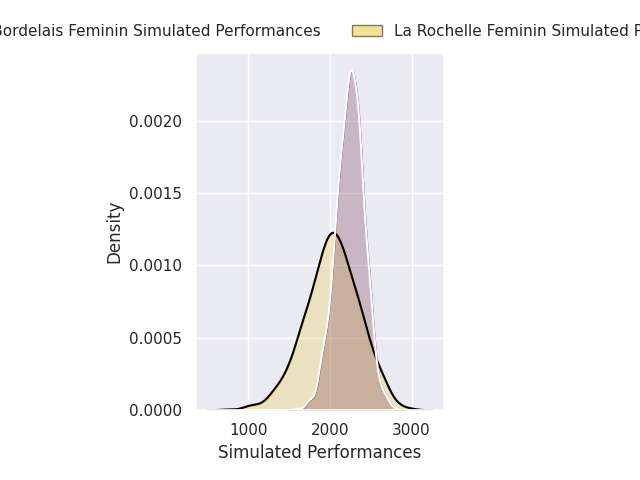 Bordelais Feminin Simulated Performances
La Rochelle Feminin Simulated
0.0020
0.0015
0.0010
0.0005
0.0000
Density
1000 2000 3000
Simulated Performances